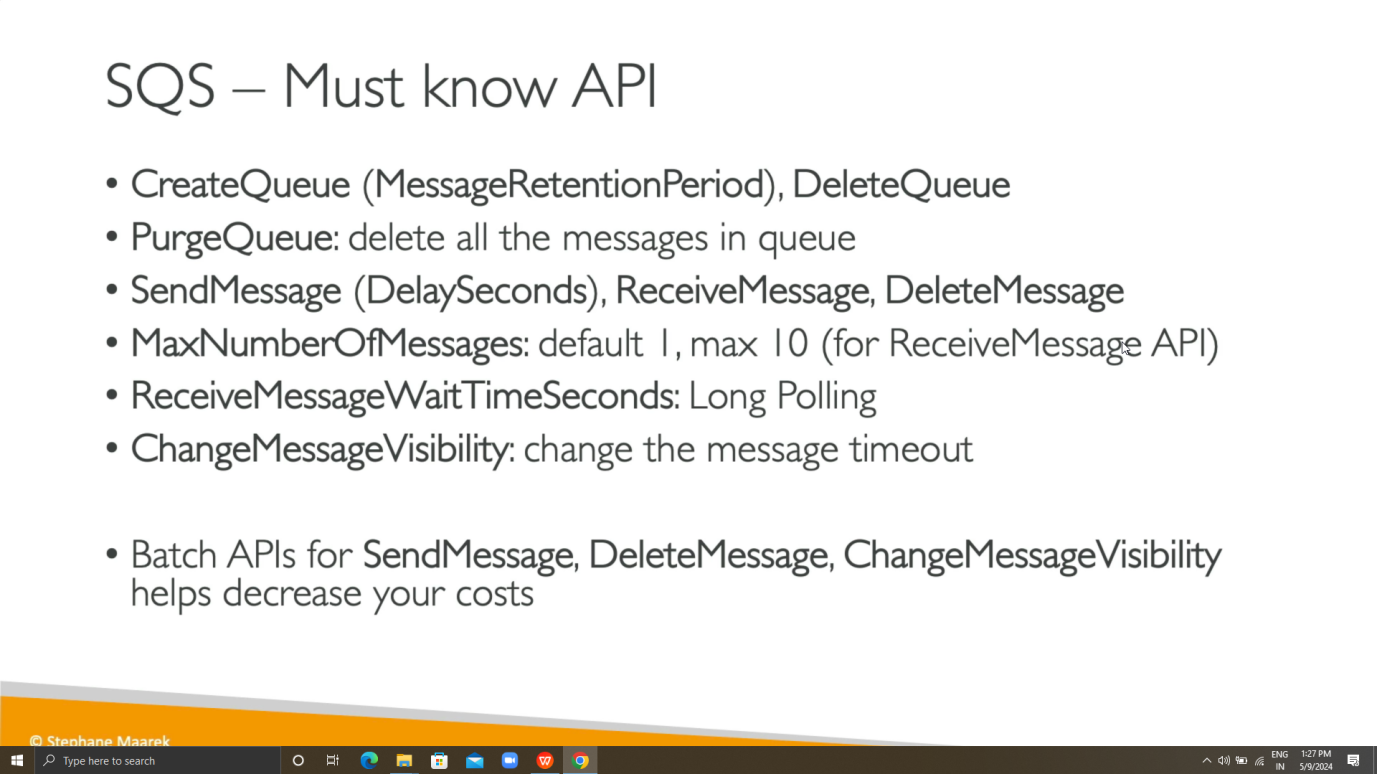 SQS – Must know API
• CreateQueue (MessageRetentionPeriod), DeleteQueue
• PurgeQueue: delete all the messages in queue
• SendMessage (DelaySeconds), ReceiveMessage, DeleteMessage
• MaxNumberOfMessages: default 1, max 10 (for ReceiveMessage API)
• ReceiveMessageWaitTimeSeconds: Long Polling
• ChangeMessageVisibility: change the message timeout
• Batch APIs for SendMessage, DeleteMessage, ChangeMessageVisibility
helps decrease your costs
© Stephane Maarek
Type here to search
W
ENG
IN
1:27 PM
5/9/2024